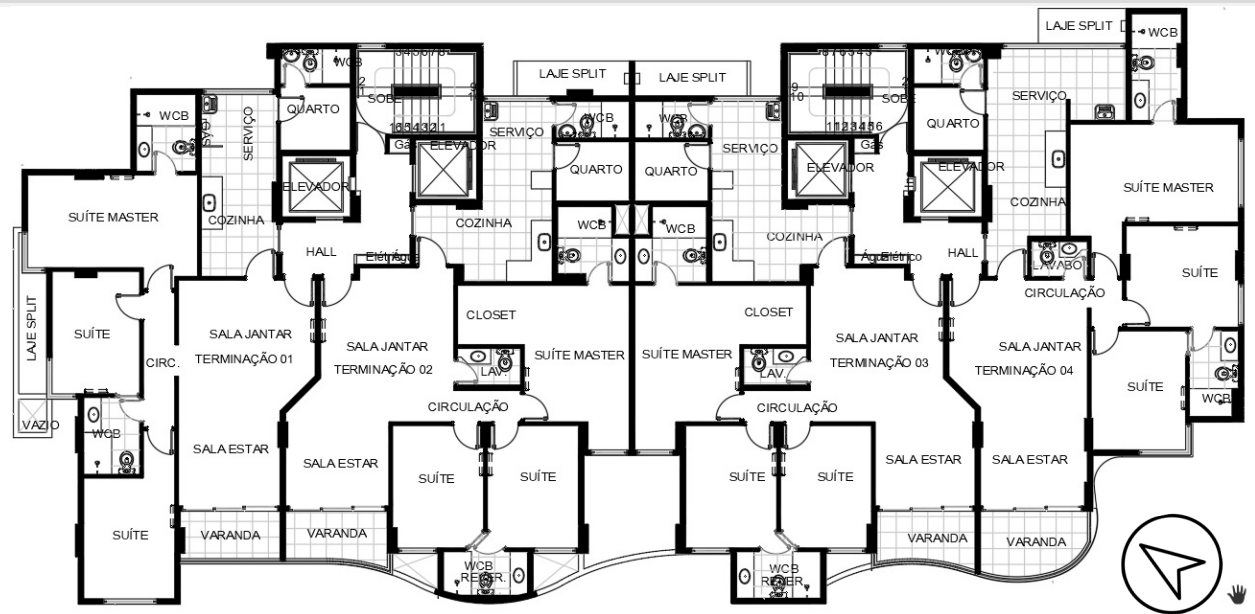 LAJE SPLIT
WCB
WCB
LAJE SPLIT
LAJE SPLIT
SOBE
SOBE
SERVIÇO
QUARTO
WCB
SERVIÇO
GÁS
SERVIÇO
WCB
WCB
SERVIÇO
QUARTO
Gás
ELEVADOR
Gás
ELEVADOR
ELEVADOR
QUARTO
QUARTO
ELEVADOR
SUÍTE MASTER
SUÍTE MASTER
COZINHA
COZINHA
WCB
WCB
COZINHA
COZINHA
HALL
Elétr
HALL
Elétrico
LAVABO
SUÍTE
CIRCULAÇÃO
LAJE SPLIT
SUÍTE
CLOSET
CLOSET
SALA JANTAR
TERMINAÇÃO 01
SALA JANTAR
TERMINAÇÃO 02
SALA JANTAR
TERMINAÇÃO 03
SALA JANTAR
TERMINAÇÃO 04
CIRC.
SUÍTE MASTER
SUÍTE MASTER
LAV.
LAV.
SUÍTE
WCB
CIRCULAÇÃO
CIRCULAÇÃO
VAZIO
WCB
SALA ESTAR
SALA ESTAR
SALA ESTAR
SALA ESTAR
SUÍTE
SUÍTE
SUÍTE
SUÍTE
SUÍTE
VARANDA
VARANDA
VARANDA
VARANDA
WCB
REVER.
WCB
REVER.